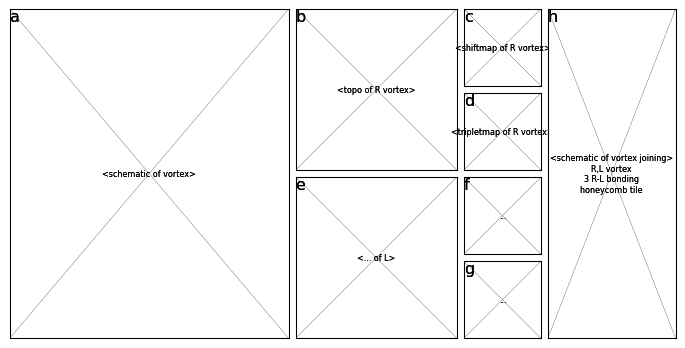 a
<schematic of vortex>
b
<topo of R vortex>
c
<shiftmap of R vortex>
d
<tripletmap of R vortex>
e
<... of L>
f
...
g
...
h
<schematic of vortex joining>
R,L vortex
3 R-L bonding
honeycomb tile